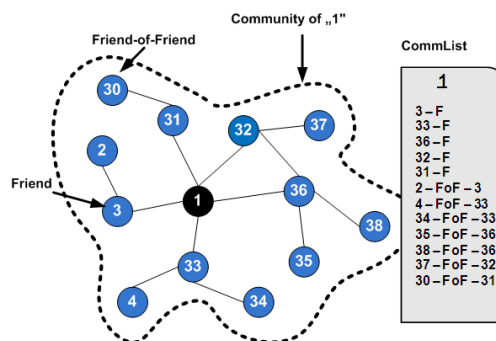 Friend-of-Friend
Community of „1"
CommList
30
31
32
37
2
Friend
3
1
36
38
33
35
4
34
1
3–F
33–F
36–F
32–F
31–F
2–FoF–3
4–FoF–33
34–FoF–33
35–FoF–36
38–FoF–36
37–FoF–32
30–FoF–31